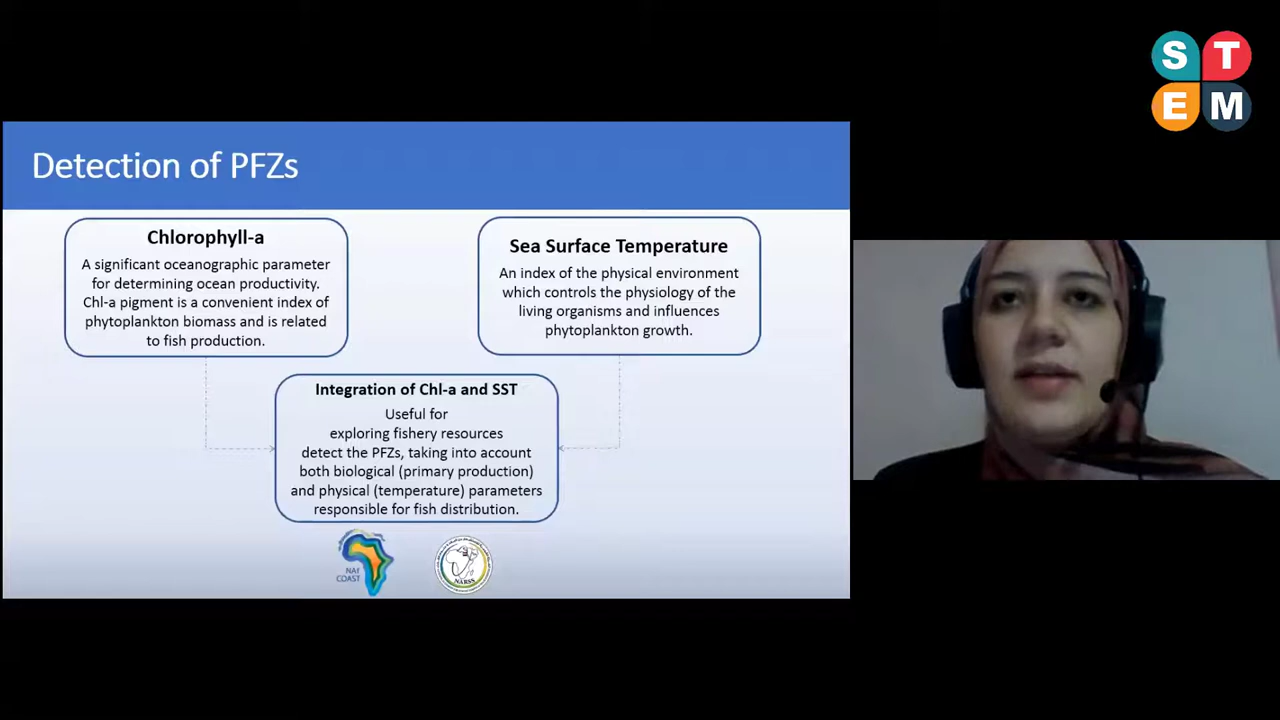 STEM
Detection of PFZs
Chlorophyll-a
A significant oceanographic parameter
for determining ocean productivity.
Chl-a pigment is a convenient index of
phytoplankton biomass and is related
to fish production.
Sea Surface Temperature
An index of the physical environment
which controls the physiology of the
living organisms and influences
phytoplankton growth.
Integration of Chl-a and SST
Useful for
exploring fishery resources
detect the PFZs, taking into account
both biological (primary production)
and physical (temperature) parameters
responsible for fish distribution.
NAf
COAST
NARSS